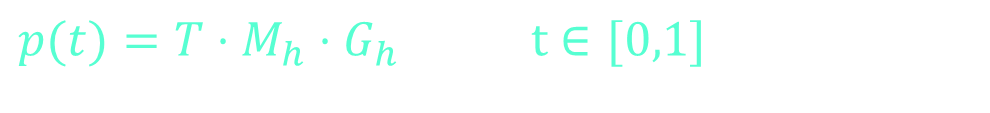 p(t) = T · M_h · G_h t ∈ [0,1]